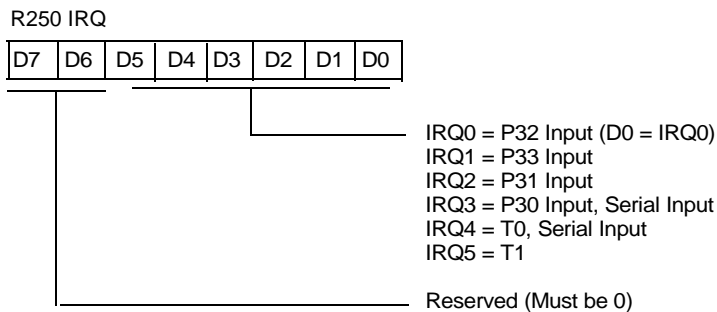 R250 IRQ
D7 D6 D5 D4 D3 D2 D1 D0
IRQ0 = P32 Input (D0 = IRQ0)
IRQ1 = P33 Input
IRQ2 = P31 Input
IRQ3 = P30 Input, Serial Input
IRQ4 = T0, Serial Input
IRQ5 = T1
Reserved (Must be 0)